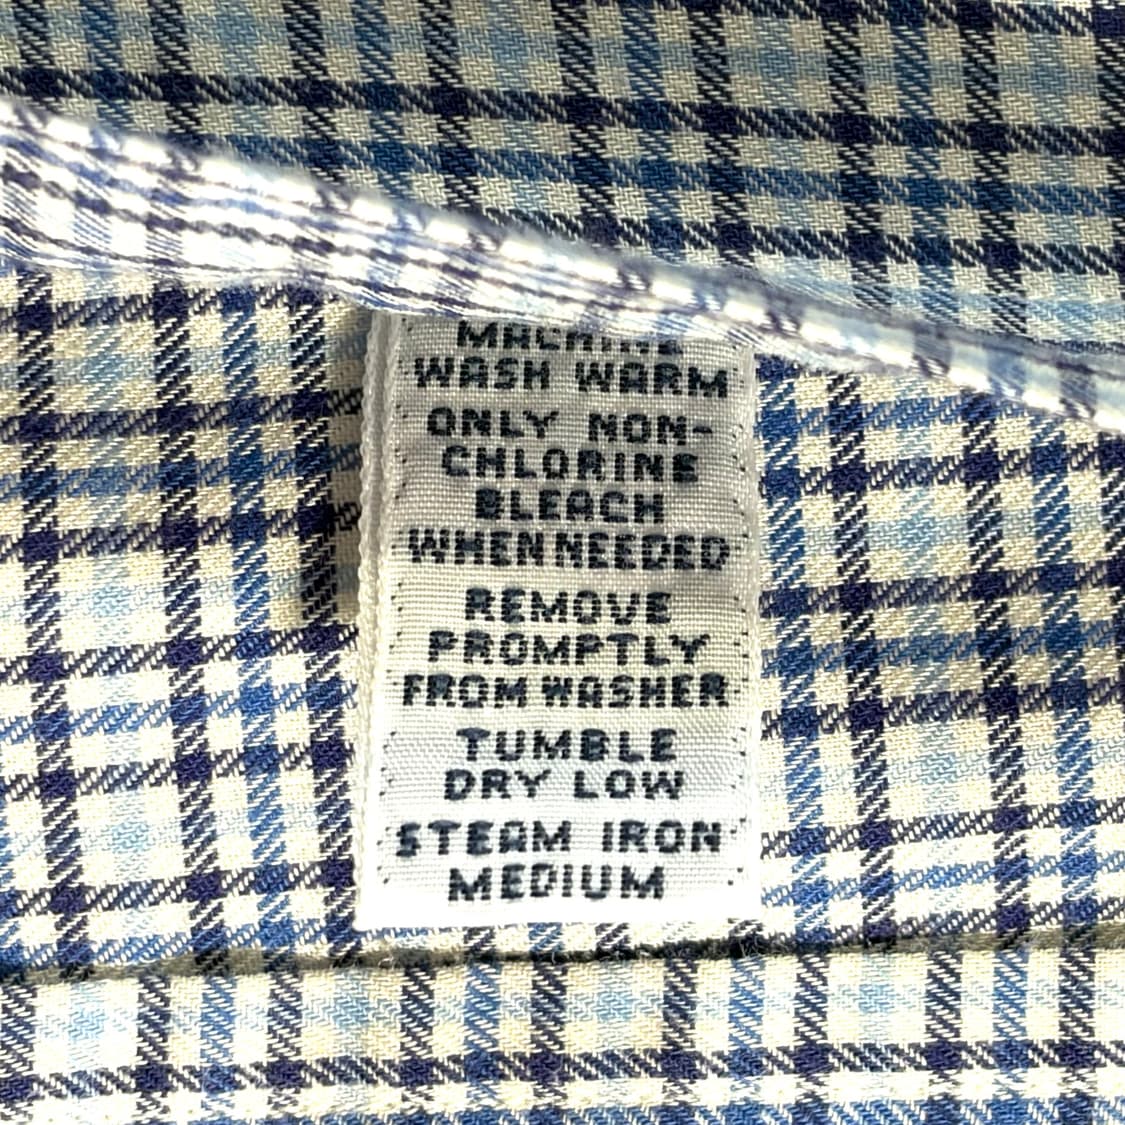 MACHINE
WASH WARM
ONLY NON-
CHLORINE
BLEACH
WHEN NEEDED
REMOVE
PROMPTLY
FROM WASHER
TUMBLE
DRY LOW
STEAM IRON
MEDIUM